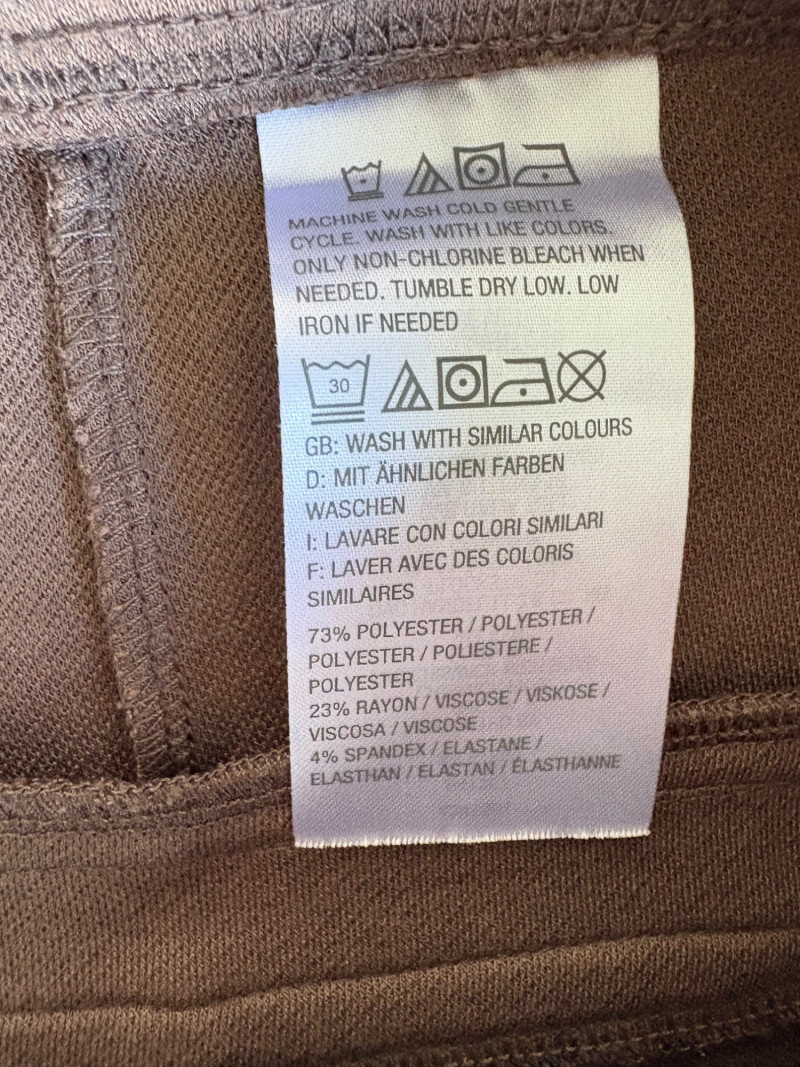 MACHINE WASH COLD GENTLE
CYCLE. WASH WITH LIKE COLORS.
ONLY NON-CHLORINE BLEACH WHEN
NEEDED. TUMBLE DRY LOW. LOW
IRON IF NEEDED
30
GB: WASH WITH SIMILAR COLOURS
D: MIT ÄHNLICHEN FARBEN
WASCHEN
I: LAVARE CON COLORI SIMILARI
F: LAVER AVEC DES COLORIS
SIMILAIRES
73% POLYESTER / POLYESTER /
POLYESTER / POLIESTERE /
POLYESTER
23% RAYON / VISCOSE / VISKOSE /
VISCOSA / VISCOSE
4% SPANDEX / ELASTANE /
ELASTHAN / ELASTAN / ÉLASTHANNE